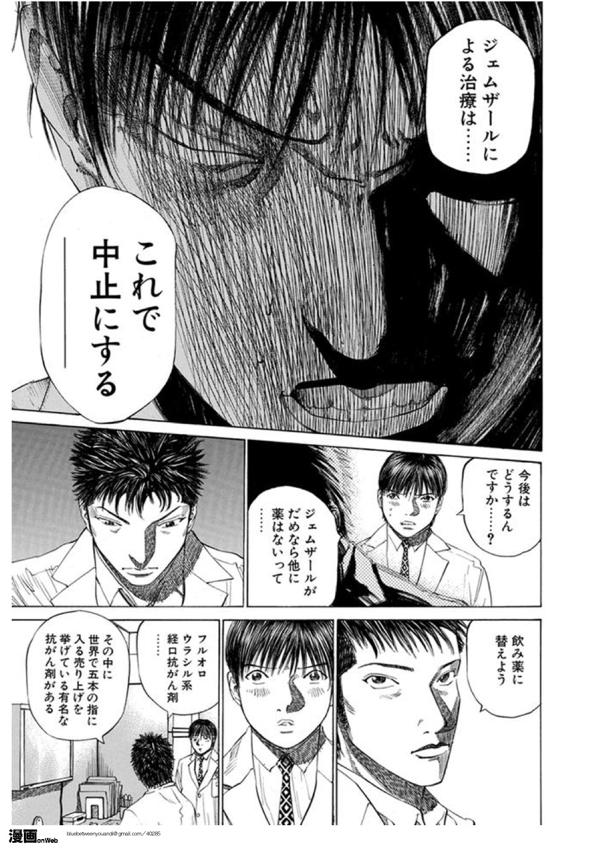 ジェムザールに
よる治療は……
これで
中止にする
――
今後は
どうするん
ですか……？
ジェムザールが
だめなら他に
薬はないって
……
飲み薬に
替えよう
フルオロ
ウラシル系
経口抗がん剤
……
その中に
世界で五本の指に
入る売り上げを
挙げている有名な
抗がん剤がある
漫画onWeb
bluebetweenyouandi@gmail.com/40285